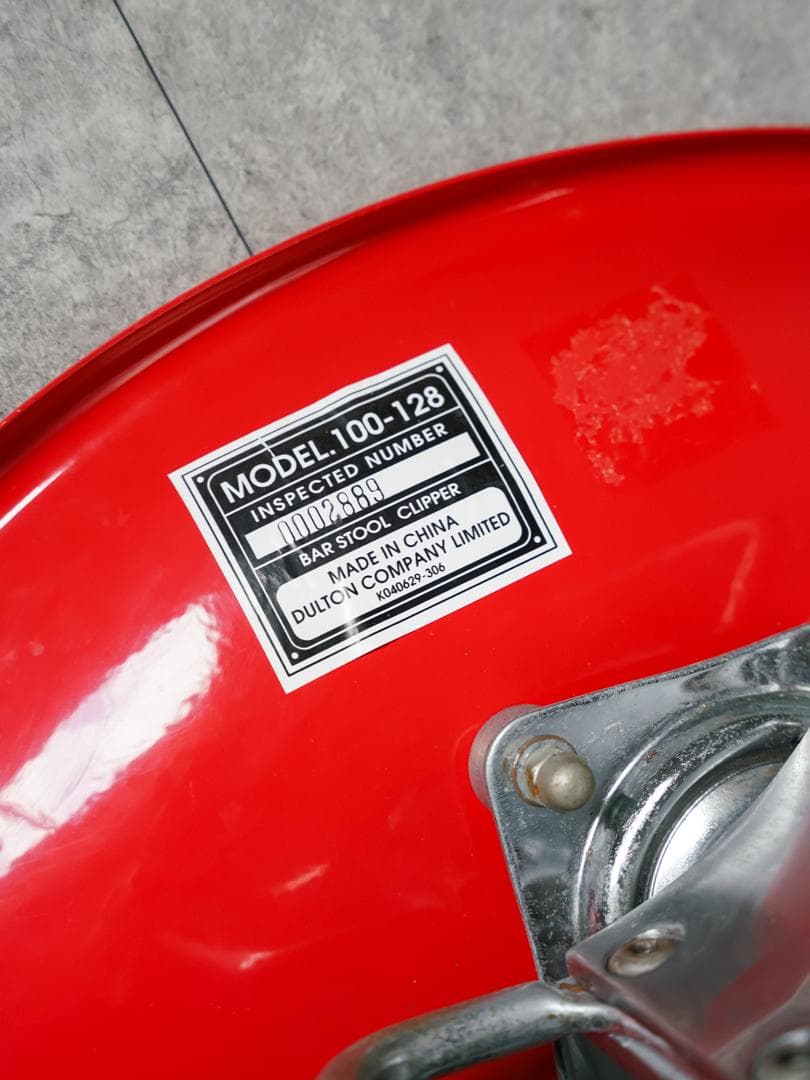 MODEL.100-128
INSPECTED NUMBER
0002889
BAR STOOL CLIPPER
MADE IN CHINA
DULTON COMPANY LIMITED
K040629-306